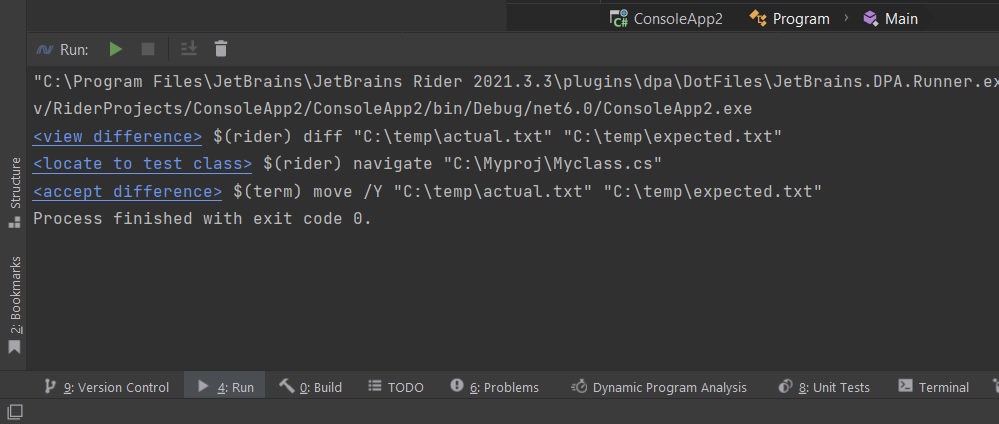 ConsoleApp2 Program › Main
Run:
"C:\Program Files\JetBrains\JetBrains Rider 2021.3.3\plugins\dpa\DotFiles\JetBrains.DPA.Runner.ex
v/RiderProjects/ConsoleApp2/ConsoleApp2/bin/Debug/net6.0/ConsoleApp2.exe
<view difference> $(rider) diff "C:\temp\actual.txt" "C:\temp\expected.txt"
<locate to test class> $(rider) navigate "C:\Myproj\Myclass.cs"
<accept difference> $(term) move /Y "C:\temp\actual.txt" "C:\temp\expected.txt"
Process finished with exit code 0.
Structure
2: Bookmarks
9: Version Control 4: Run 0: Build TODO 6: Problems Dynamic Program Analysis 8: Unit Tests Terminal